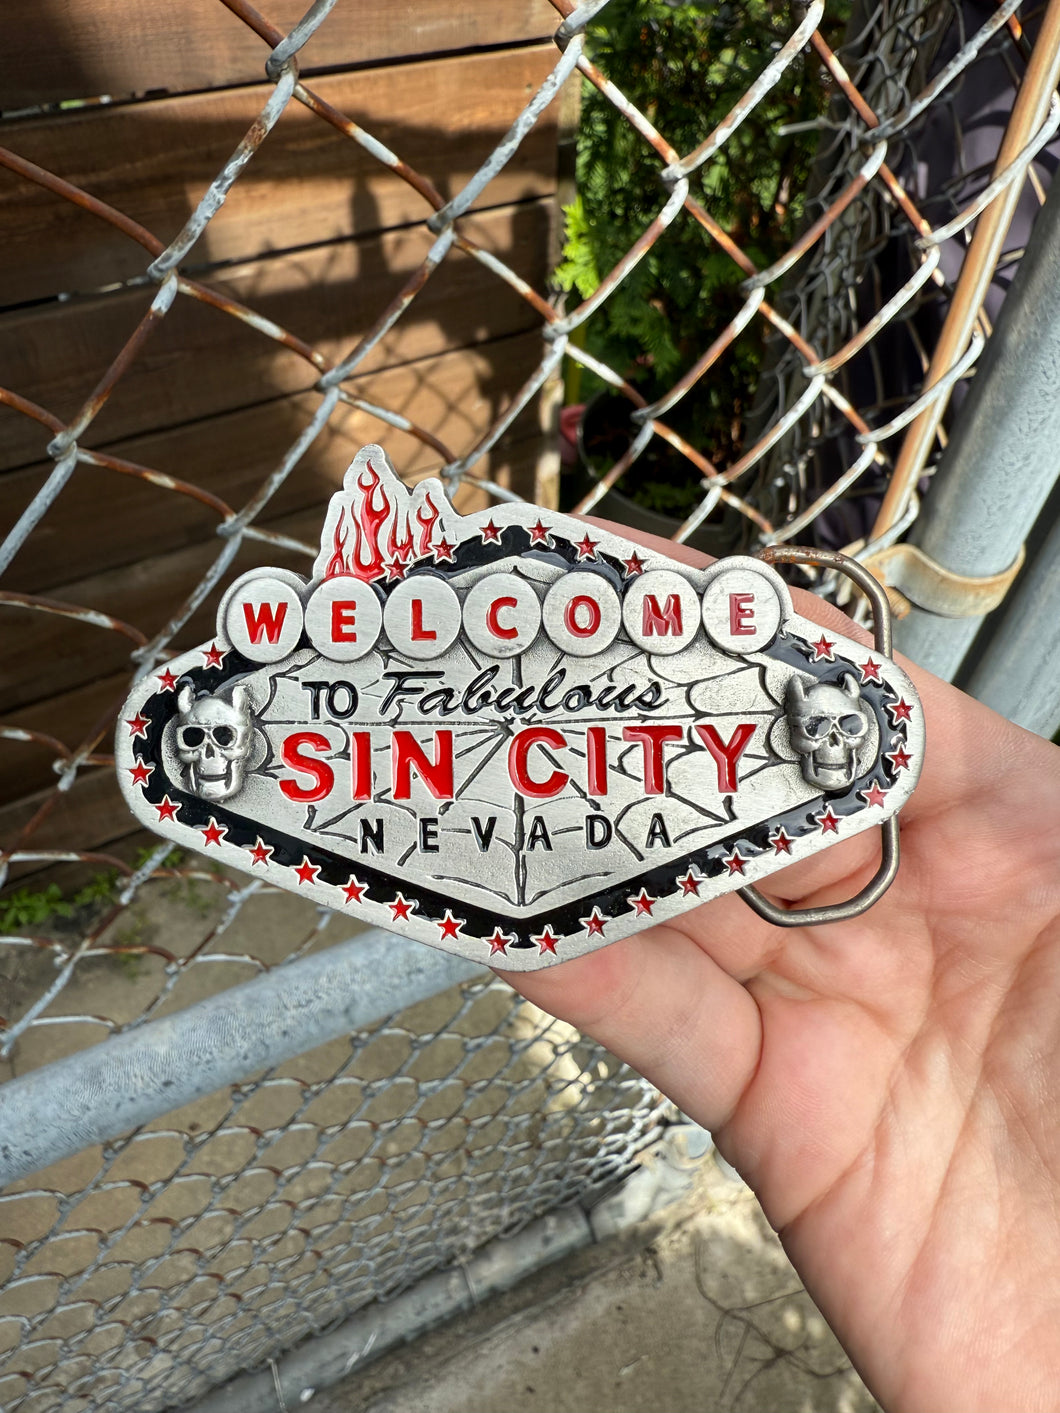 WELCOME
TO Fabulous
SIN CITY
NEVADA